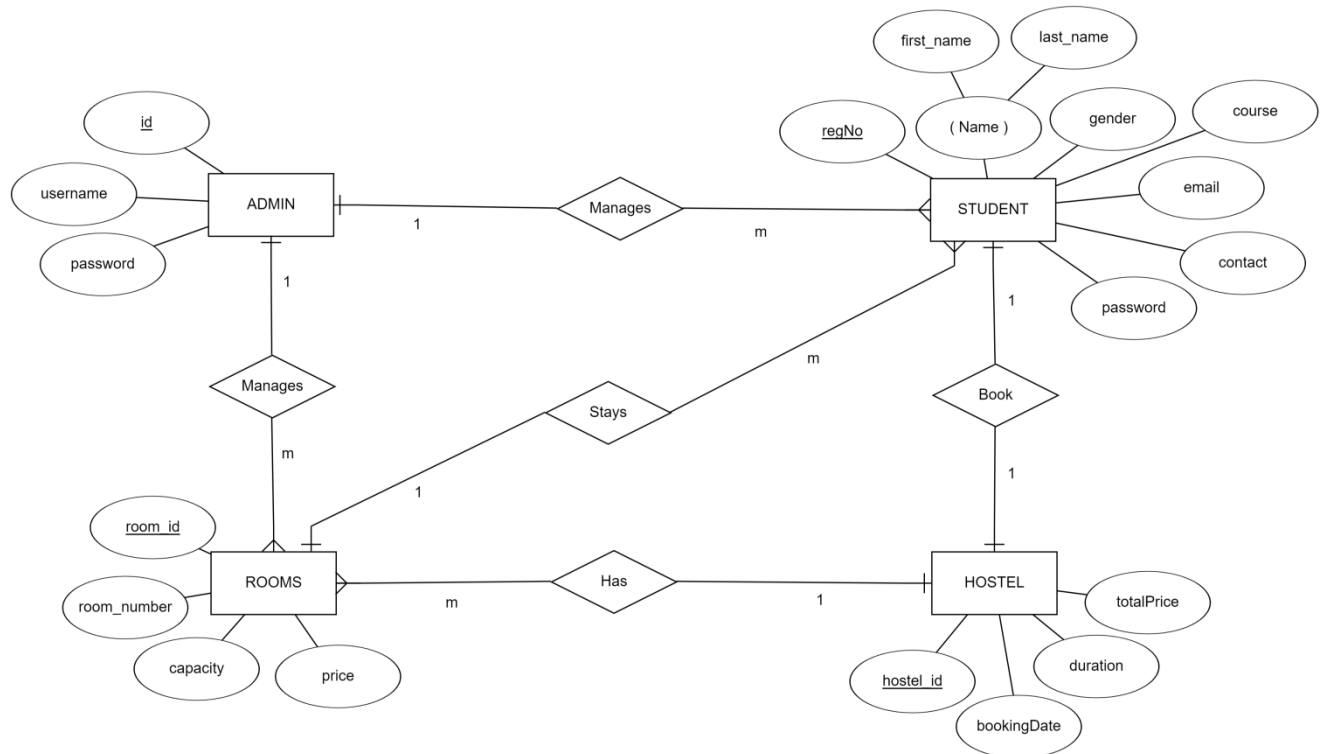 first_name
last_name
id
regNo
( Name )
gender
course
username
ADMIN
Manages
STUDENT
email
1
m
password
contact
1
1
password
m
Manages
Stays
Book
m
1
1
room_id
ROOMS
Has
HOSTEL
room_number
m
1
totalPrice
capacity
price
hostel_id
duration
bookingDate